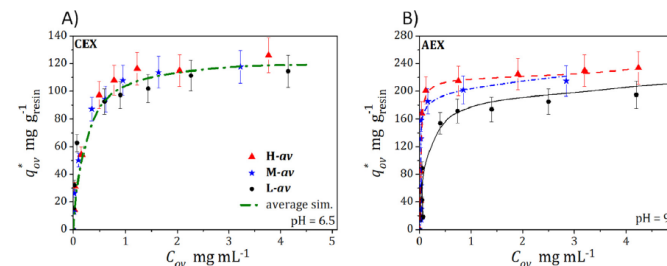 A)
CEX
140
120
100
80
60
40
20
0
q*ov mg g-1resin
H-av
M-av
L-av
average sim.
pH = 6.5
0 1 2 3 4 5
Cov mg mL-1
B)
AEX
280
240
200
160
120
80
40
0
q*ov mg g-1resin
pH = 9
0 1 2 3 4
Cov mg mL-1